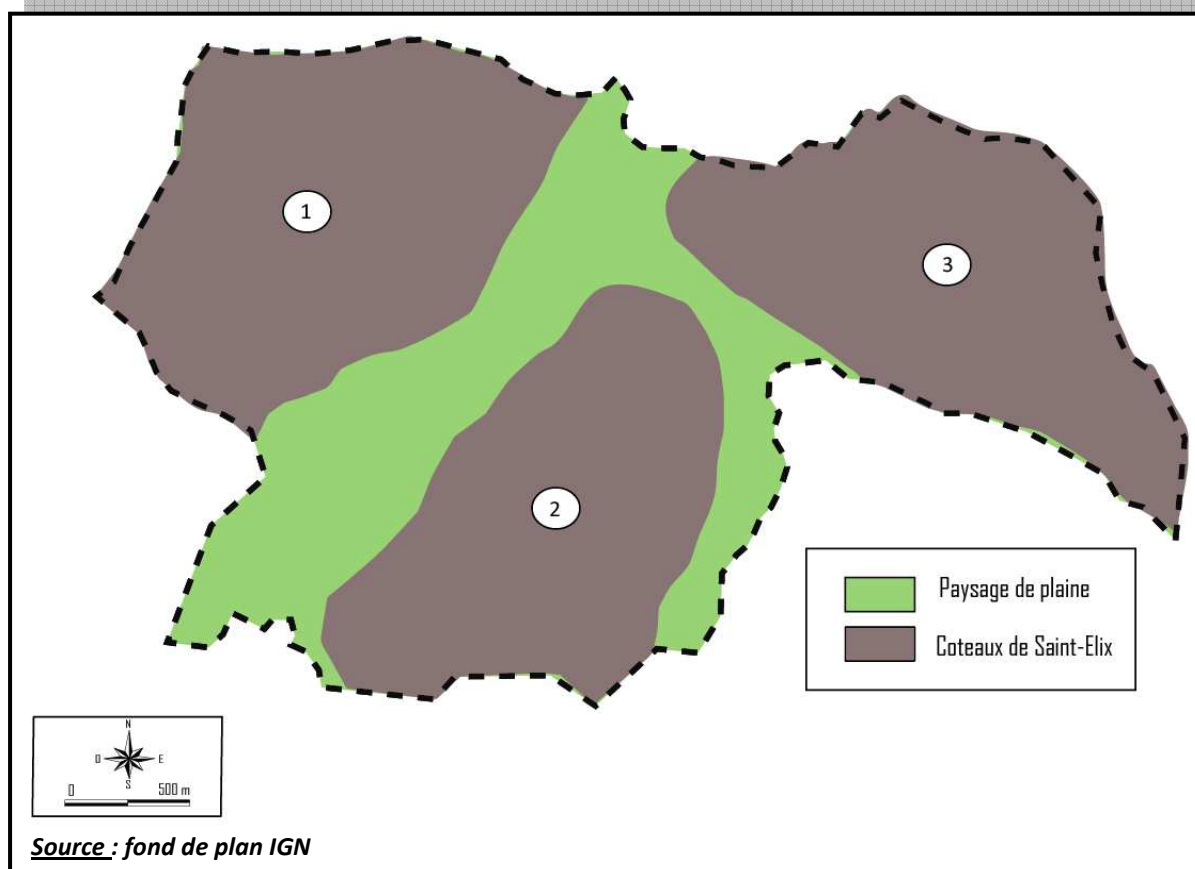 1
3
2
Paysage de plaine
Coteaux de Saint-Elix
N
O E
S
0 500 m
Source : fond de plan IGN